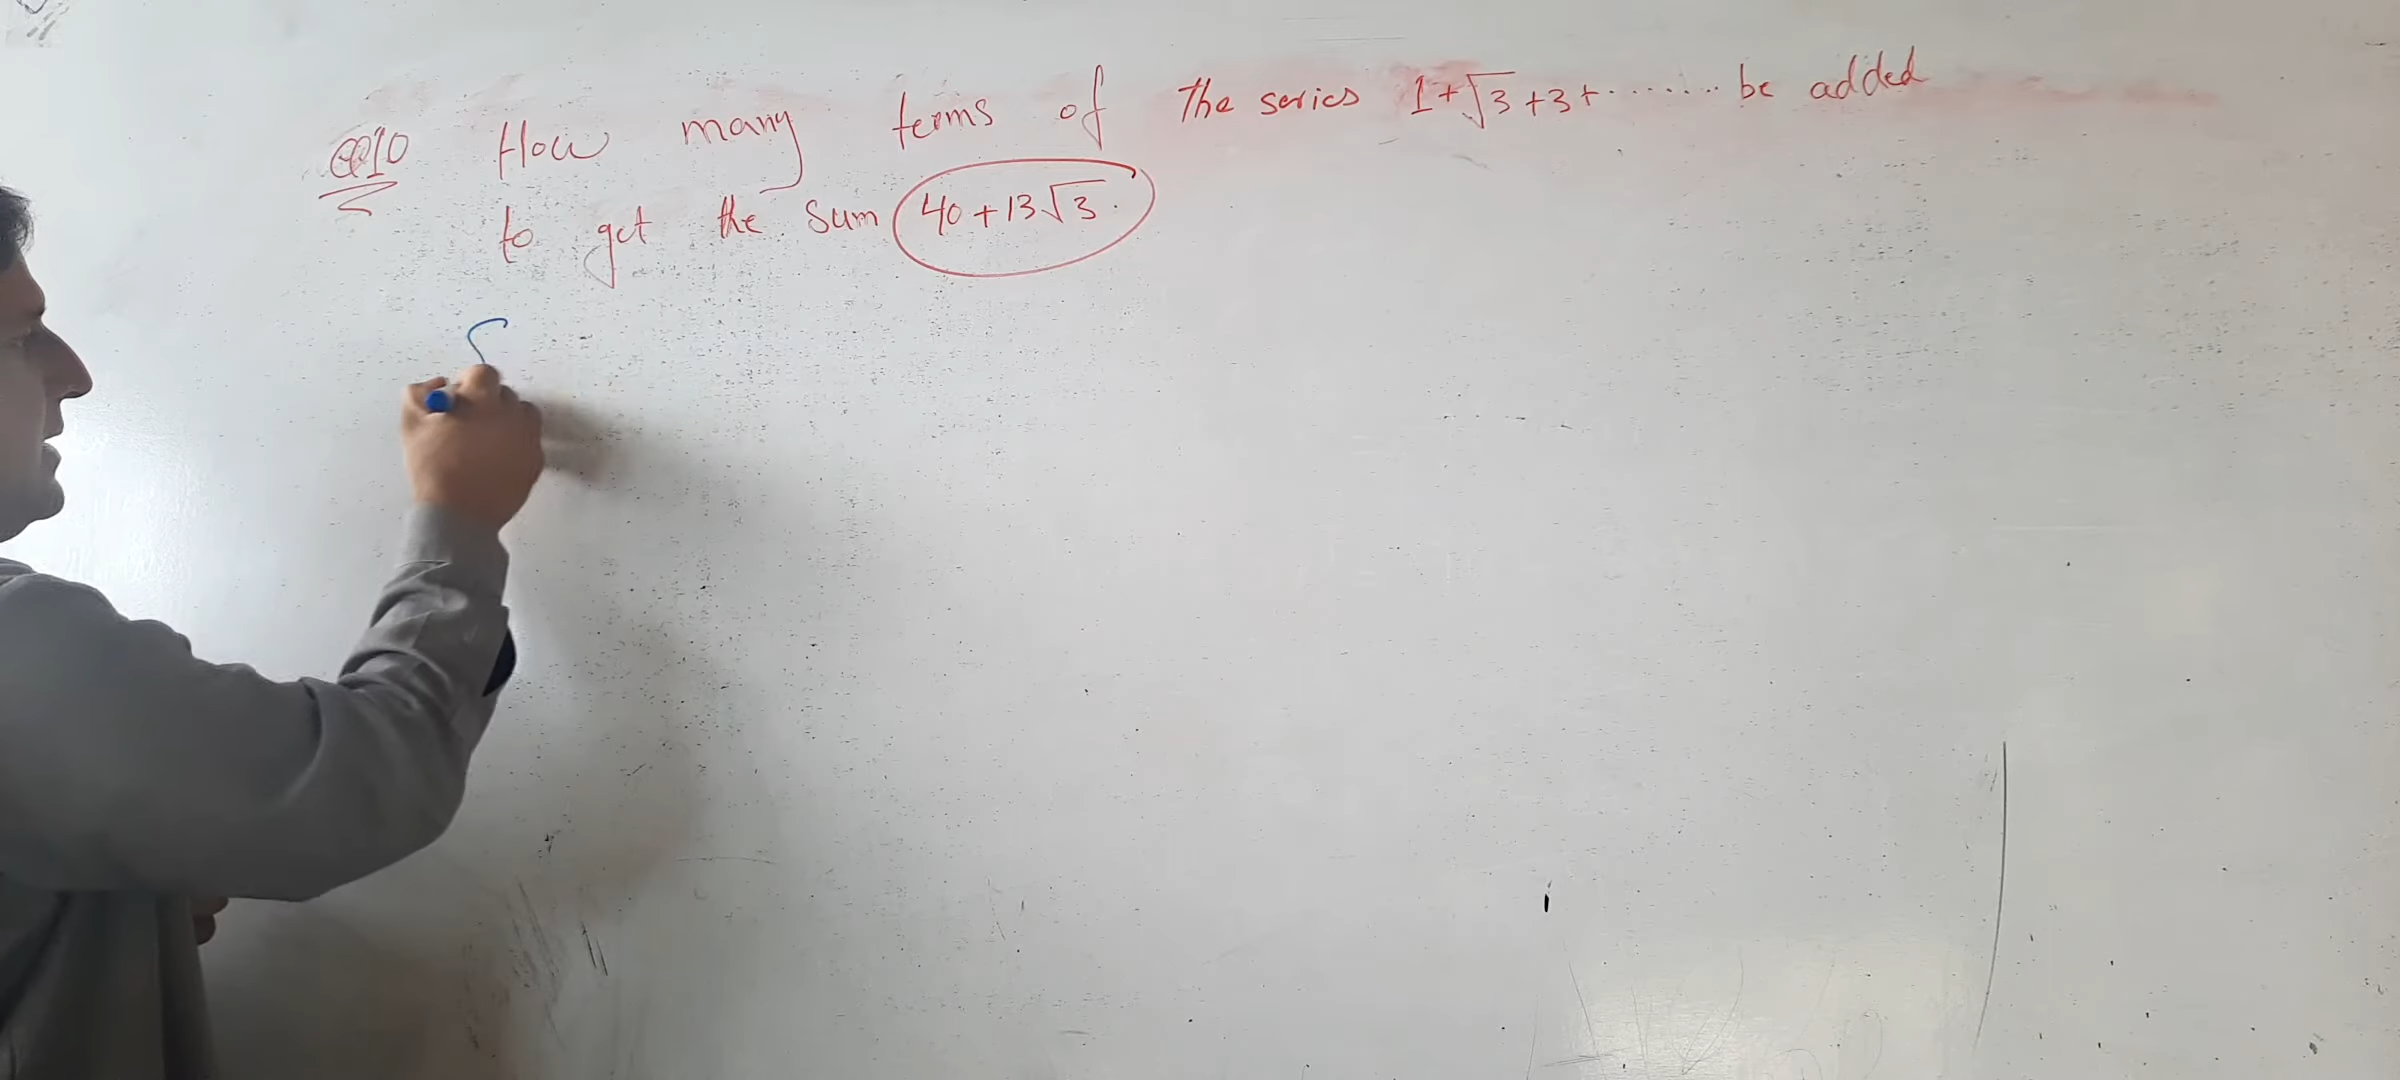 Q10 How many terms of the series 1+√3+3+....... be added
to get the sum 40+13√3.
S